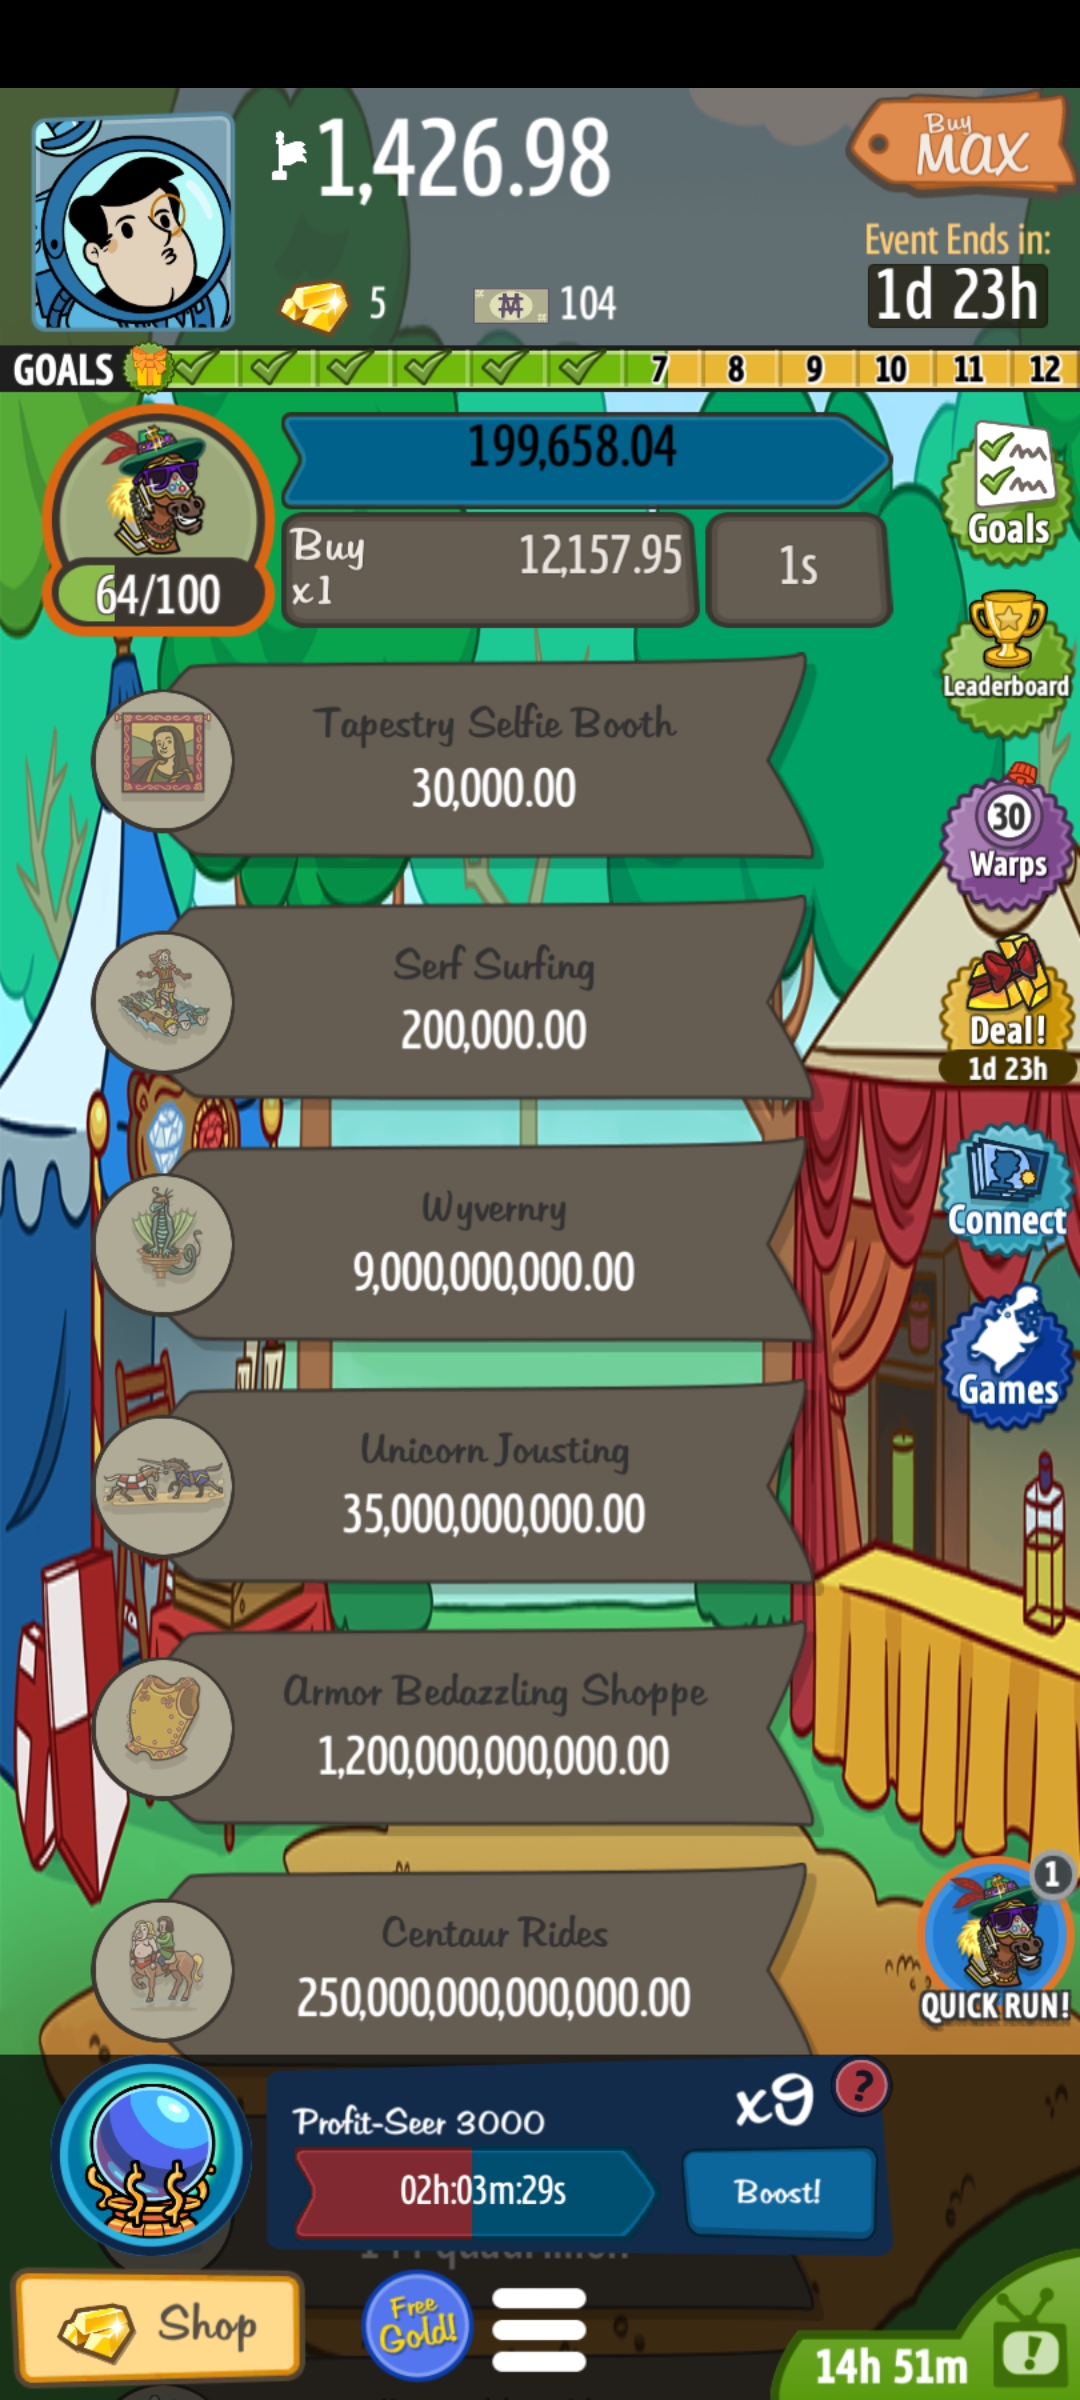 1,426.98
Buy
Max
Event Ends in:
1d 23h
5
104
GOALS 7 8 9 10 11 12
199,658.04
Buy
x1
12,157.95
1s
64/100
Goals
Leaderboard
30
Warps
Deal!
1d 23h
Connect
Games
Tapestry Selfie Booth
30,000.00
Serf Surfing
200,000.00
Wyvernry
9,000,000,000.00
Unicorn Jousting
35,000,000,000.00
Armor Bedazzling Shoppe
1,200,000,000,000.00
Centaur Rides
250,000,000,000,000.00
1
QUICK RUN!
Profit-Seer 3000
x9
?
02h:03m:29s
Boost!
Shop
Free
Gold!
14h 51m
!